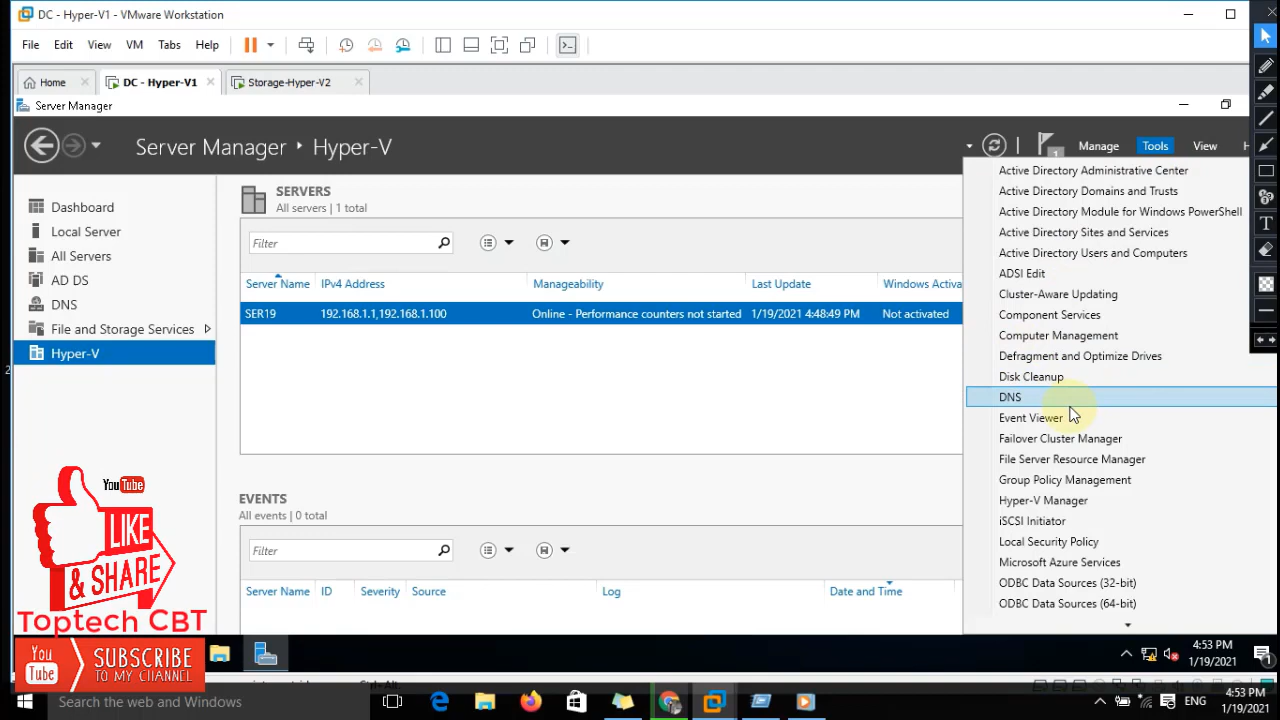 DC - Hyper-V1 - VMware Workstation
File Edit View VM Tabs Help
Home DC - Hyper-V1 Storage-Hyper-V2
Server Manager
Server Manager Hyper-V 1 Manage Tools View H
Dashboard
Local Server
All Servers
AD DS
DNS
File and Storage Services
Hyper-V
SERVERS
All servers | 1 total
Filter
Server Name IPv4 Address Manageability Last Update Windows Activa
SER19 192.168.1.1,192.168.1.100 Online - Performance counters not started 1/19/2021 4:48:49 PM Not activated
EVENTS
All events | 0 total
Filter
Server Name ID Severity Source Log Date and Time
Active Directory Administrative Center
Active Directory Domains and Trusts
Active Directory Module for Windows PowerShell
Active Directory Sites and Services
Active Directory Users and Computers
ADSI Edit
Cluster-Aware Updating
Component Services
Computer Management
Defragment and Optimize Drives
Disk Cleanup
DNS
Event Viewer
Failover Cluster Manager
File Server Resource Manager
Group Policy Management
Hyper-V Manager
iSCSI Initiator
Local Security Policy
Microsoft Azure Services
ODBC Data Sources (32-bit)
ODBC Data Sources (64-bit)
You Tube
LIKE
& SHARE
Toptech CBT
You Tube
SUBSCRIBE
TO MY CHANNEL
4:53 PM
1/19/2021
1
Search the web and Windows
ENG
4:53 PM
1/19/2021